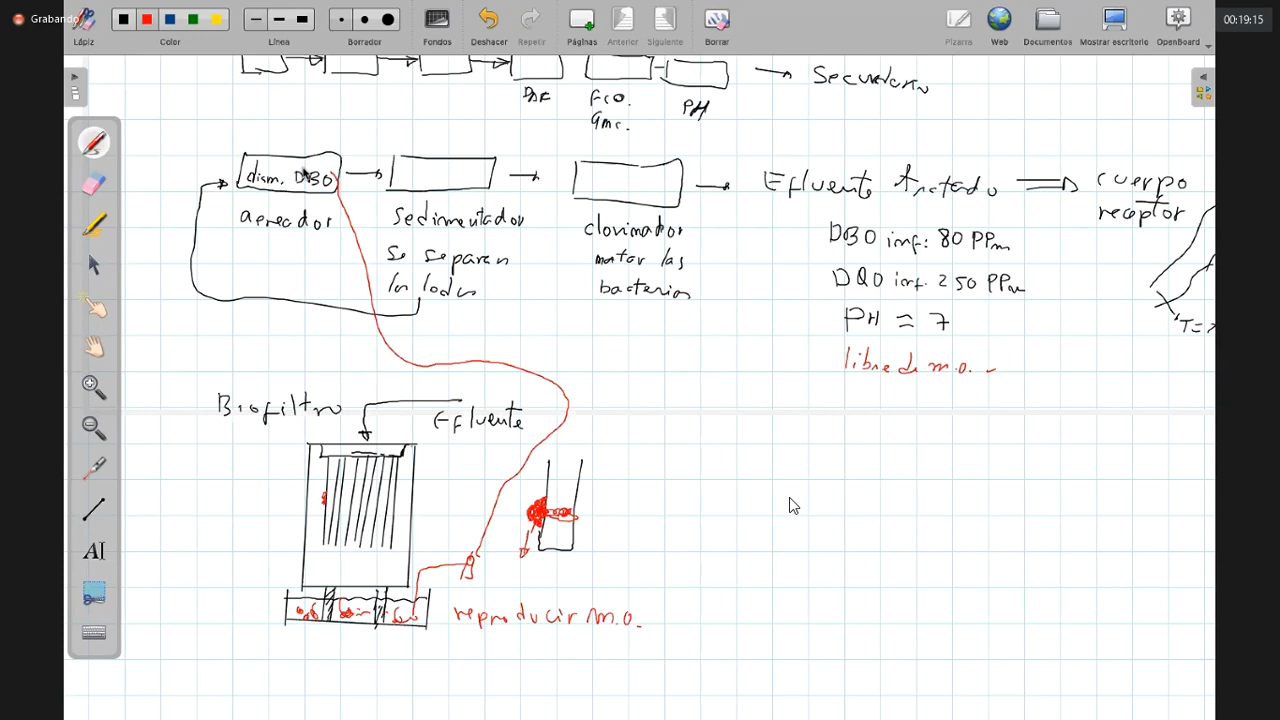 Grabando
00:19:15
Lápiz
Color
Línea
Borrador
Fondos
Deshacer
Repetir
Páginas
Anterior
Siguiente
Borrar
Pizarra
Web
Documentos
Mostrar escritorio
OpenBoard
Fco.
PH
Secundario
dism. DBO
aereador
Sedimentador
Se separan
los lodos
clorinador
matar las
bacterias
Efluente tratado
DBO inf: 80 PPm
DQO inf. 250 PPm
PH ≈ 7
libre de m.o.
cuerpo
receptor
Biofiltro
Efluente
reproducir m.o.